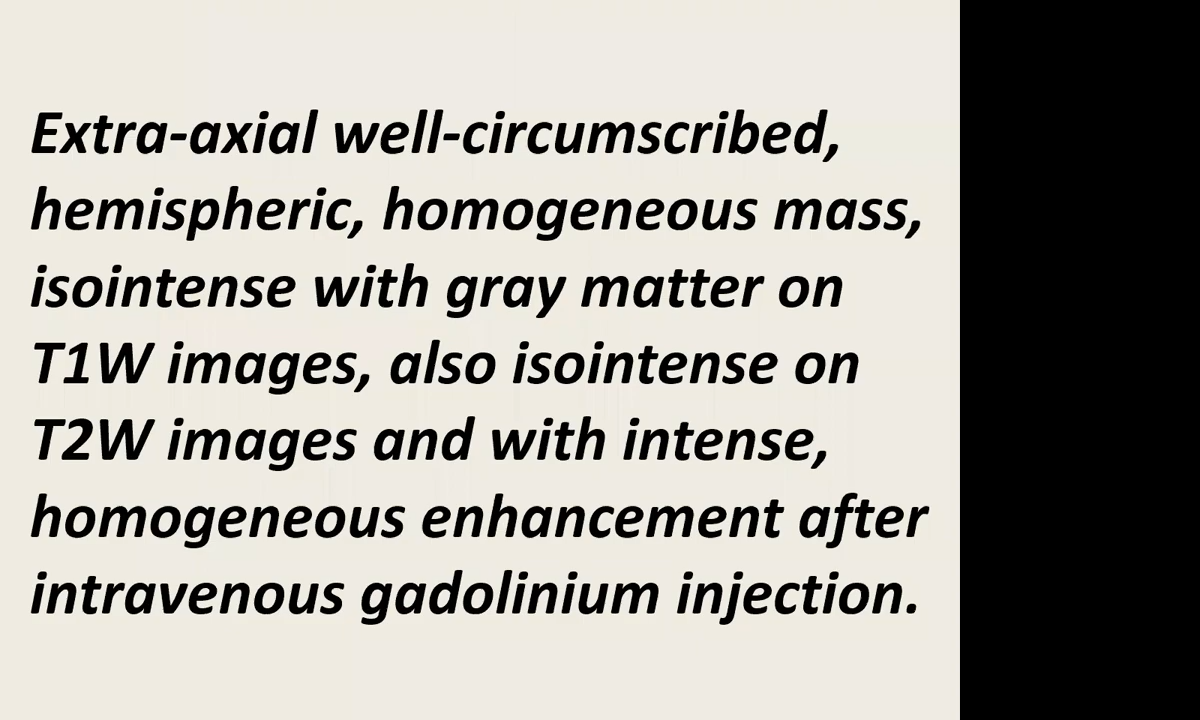 Extra-axial well-circumscribed,
hemispheric, homogeneous mass,
isointense with gray matter on
T1W images, also isointense on
T2W images and with intense,
homogeneous enhancement after
intravenous gadolinium injection.